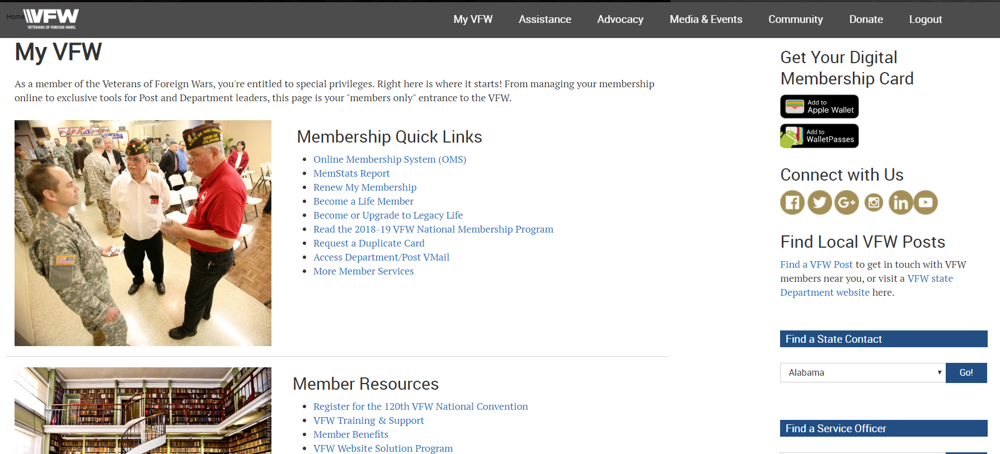 Home
VFW
VETERANS OF FOREIGN WARS.
My VFW
Assistance
Advocacy
Media & Events
Community
Donate
Logout
My VFW
As a member of the Veterans of Foreign Wars, you're entitled to special privileges. Right here is where it starts! From managing your membership
online to exclusive tools for Post and Department leaders, this page is your "members only" entrance to the VFW.
STATE SR. VICE COM
2008-09
COLORADO
Membership Quick Links
Online Membership System (OMS)
MemStats Report
Renew My Membership
Become a Life Member
Become or Upgrade to Legacy Life
Read the 2018-19 VFW National Membership Program
Request a Duplicate Card
Access Department/Post VMail
More Member Services
Member Resources
Register for the 120th VFW National Convention
VFW Training & Support
Member Benefits
VFW Website Solution Program
Get Your Digital
Membership Card
Add to
Apple Wallet
Add to
WalletPasses
Connect with Us
Find Local VFW Posts
Find a VFW Post to get in touch with VFW
members near you, or visit a VFW state
Department website here.
Find a State Contact
Alabama
Go!
Find a Service Officer